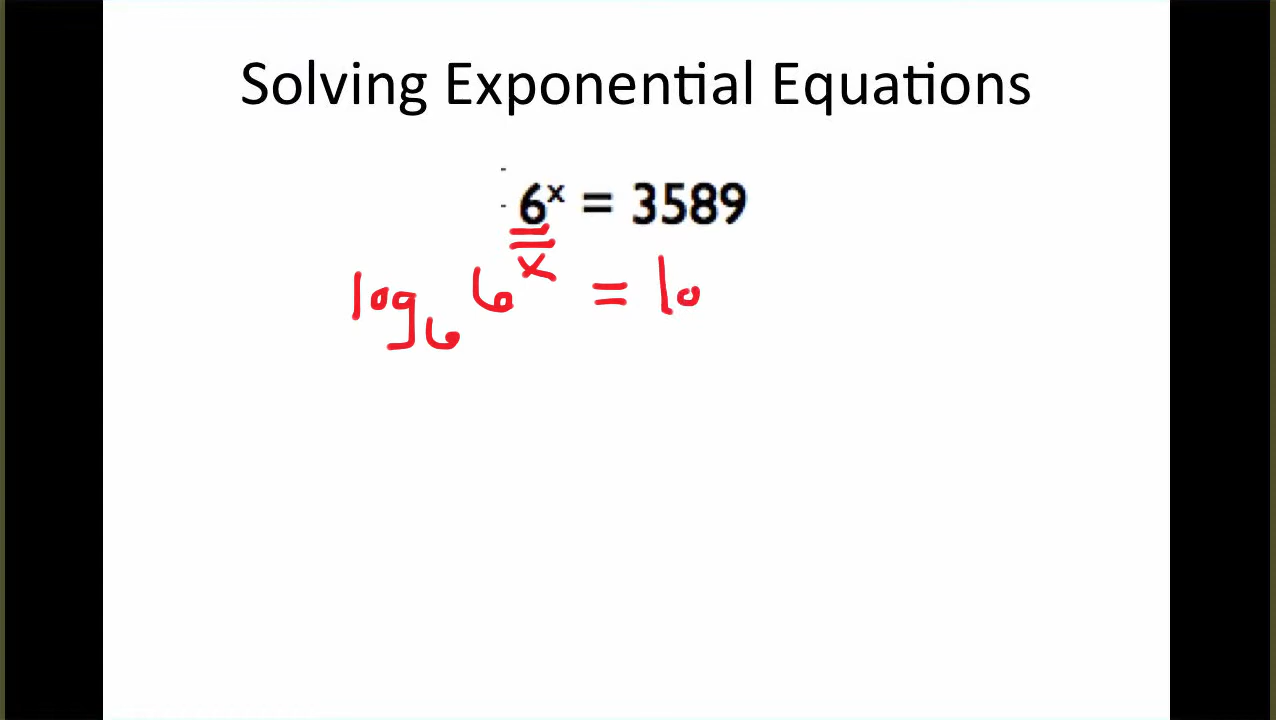 Solving Exponential Equations
6ˣ = 3589
log₆ 6ˣ = lo